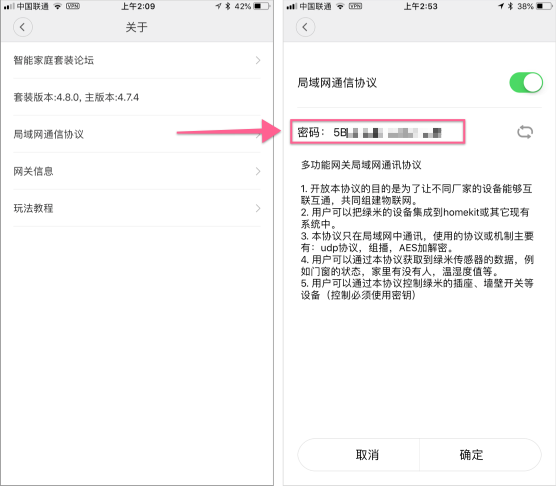 中国联通 VPN 上午2:09 42%
关于
智能家庭套装论坛
套装版本:4.8.0, 主版本:4.7.4
局域网通信协议
网关信息
玩法教程
中国联通 VPN 上午2:53 38%
局域网通信协议
密码： 5B
多功能网关局域网通讯协议
1. 开放本协议的目的是为了让不同厂家的设备能够互
联互通，共同组建物联网。
2. 用户可以把绿米的设备集成到homekit或其它现有
系统中。
3. 本协议只在局域网中通讯，使用的协议或机制主要
有：udp协议，组播，AES加解密。
4. 用户可以通过本协议获取到绿米传感器的数据，例
如门窗的状态，家里有没有人，温湿度值等。
5. 用户可以通过本协议控制绿米的插座、墙壁开关等
设备（控制必须使用密钥）
取消
确定